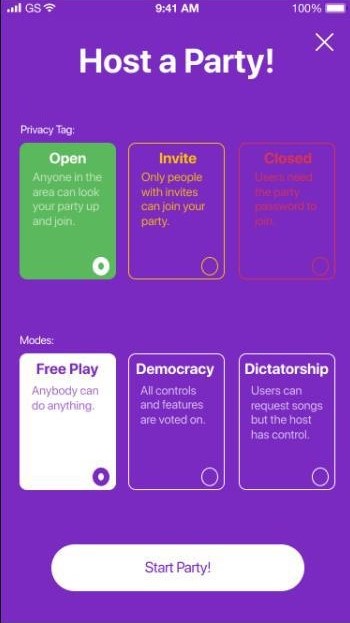 GS 9:41 AM 100%
Host a Party!
Privacy Tag:
Open
Anyone in the
area can look
your party up
and join.
Invite
Only people
with invites
can join your
party.
Closed
Users need
the party
password to
join.
Modes:
Free Play
Anybody can
do anything.
Democracy
All controls
and features
are voted on.
Dictatorship
Users can
request songs
but the host
has control.
Start Party!